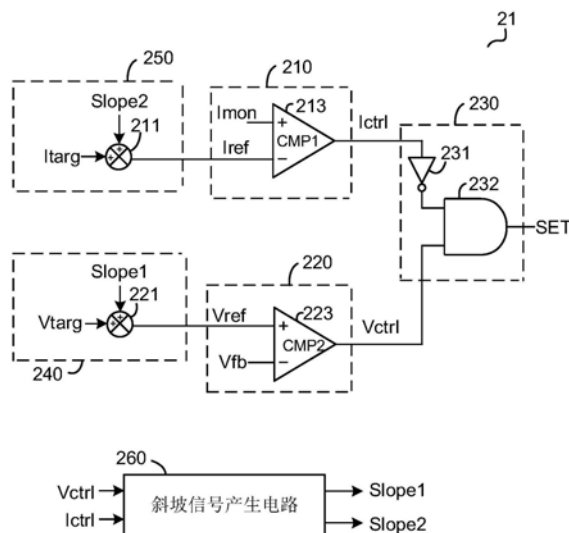 21
250
210
Slope2
211
Itarg
Imon
Iref
+
+
+
−
213
CMP1
Ictrl
230
231
232
SET
Slope1
221
Vtarg
240
+
+
220
Vref
Vfb
+
−
223
CMP2
Vctrl
260
Vctrl
Ictrl
斜坡信号产生电路
Slope1
Slope2